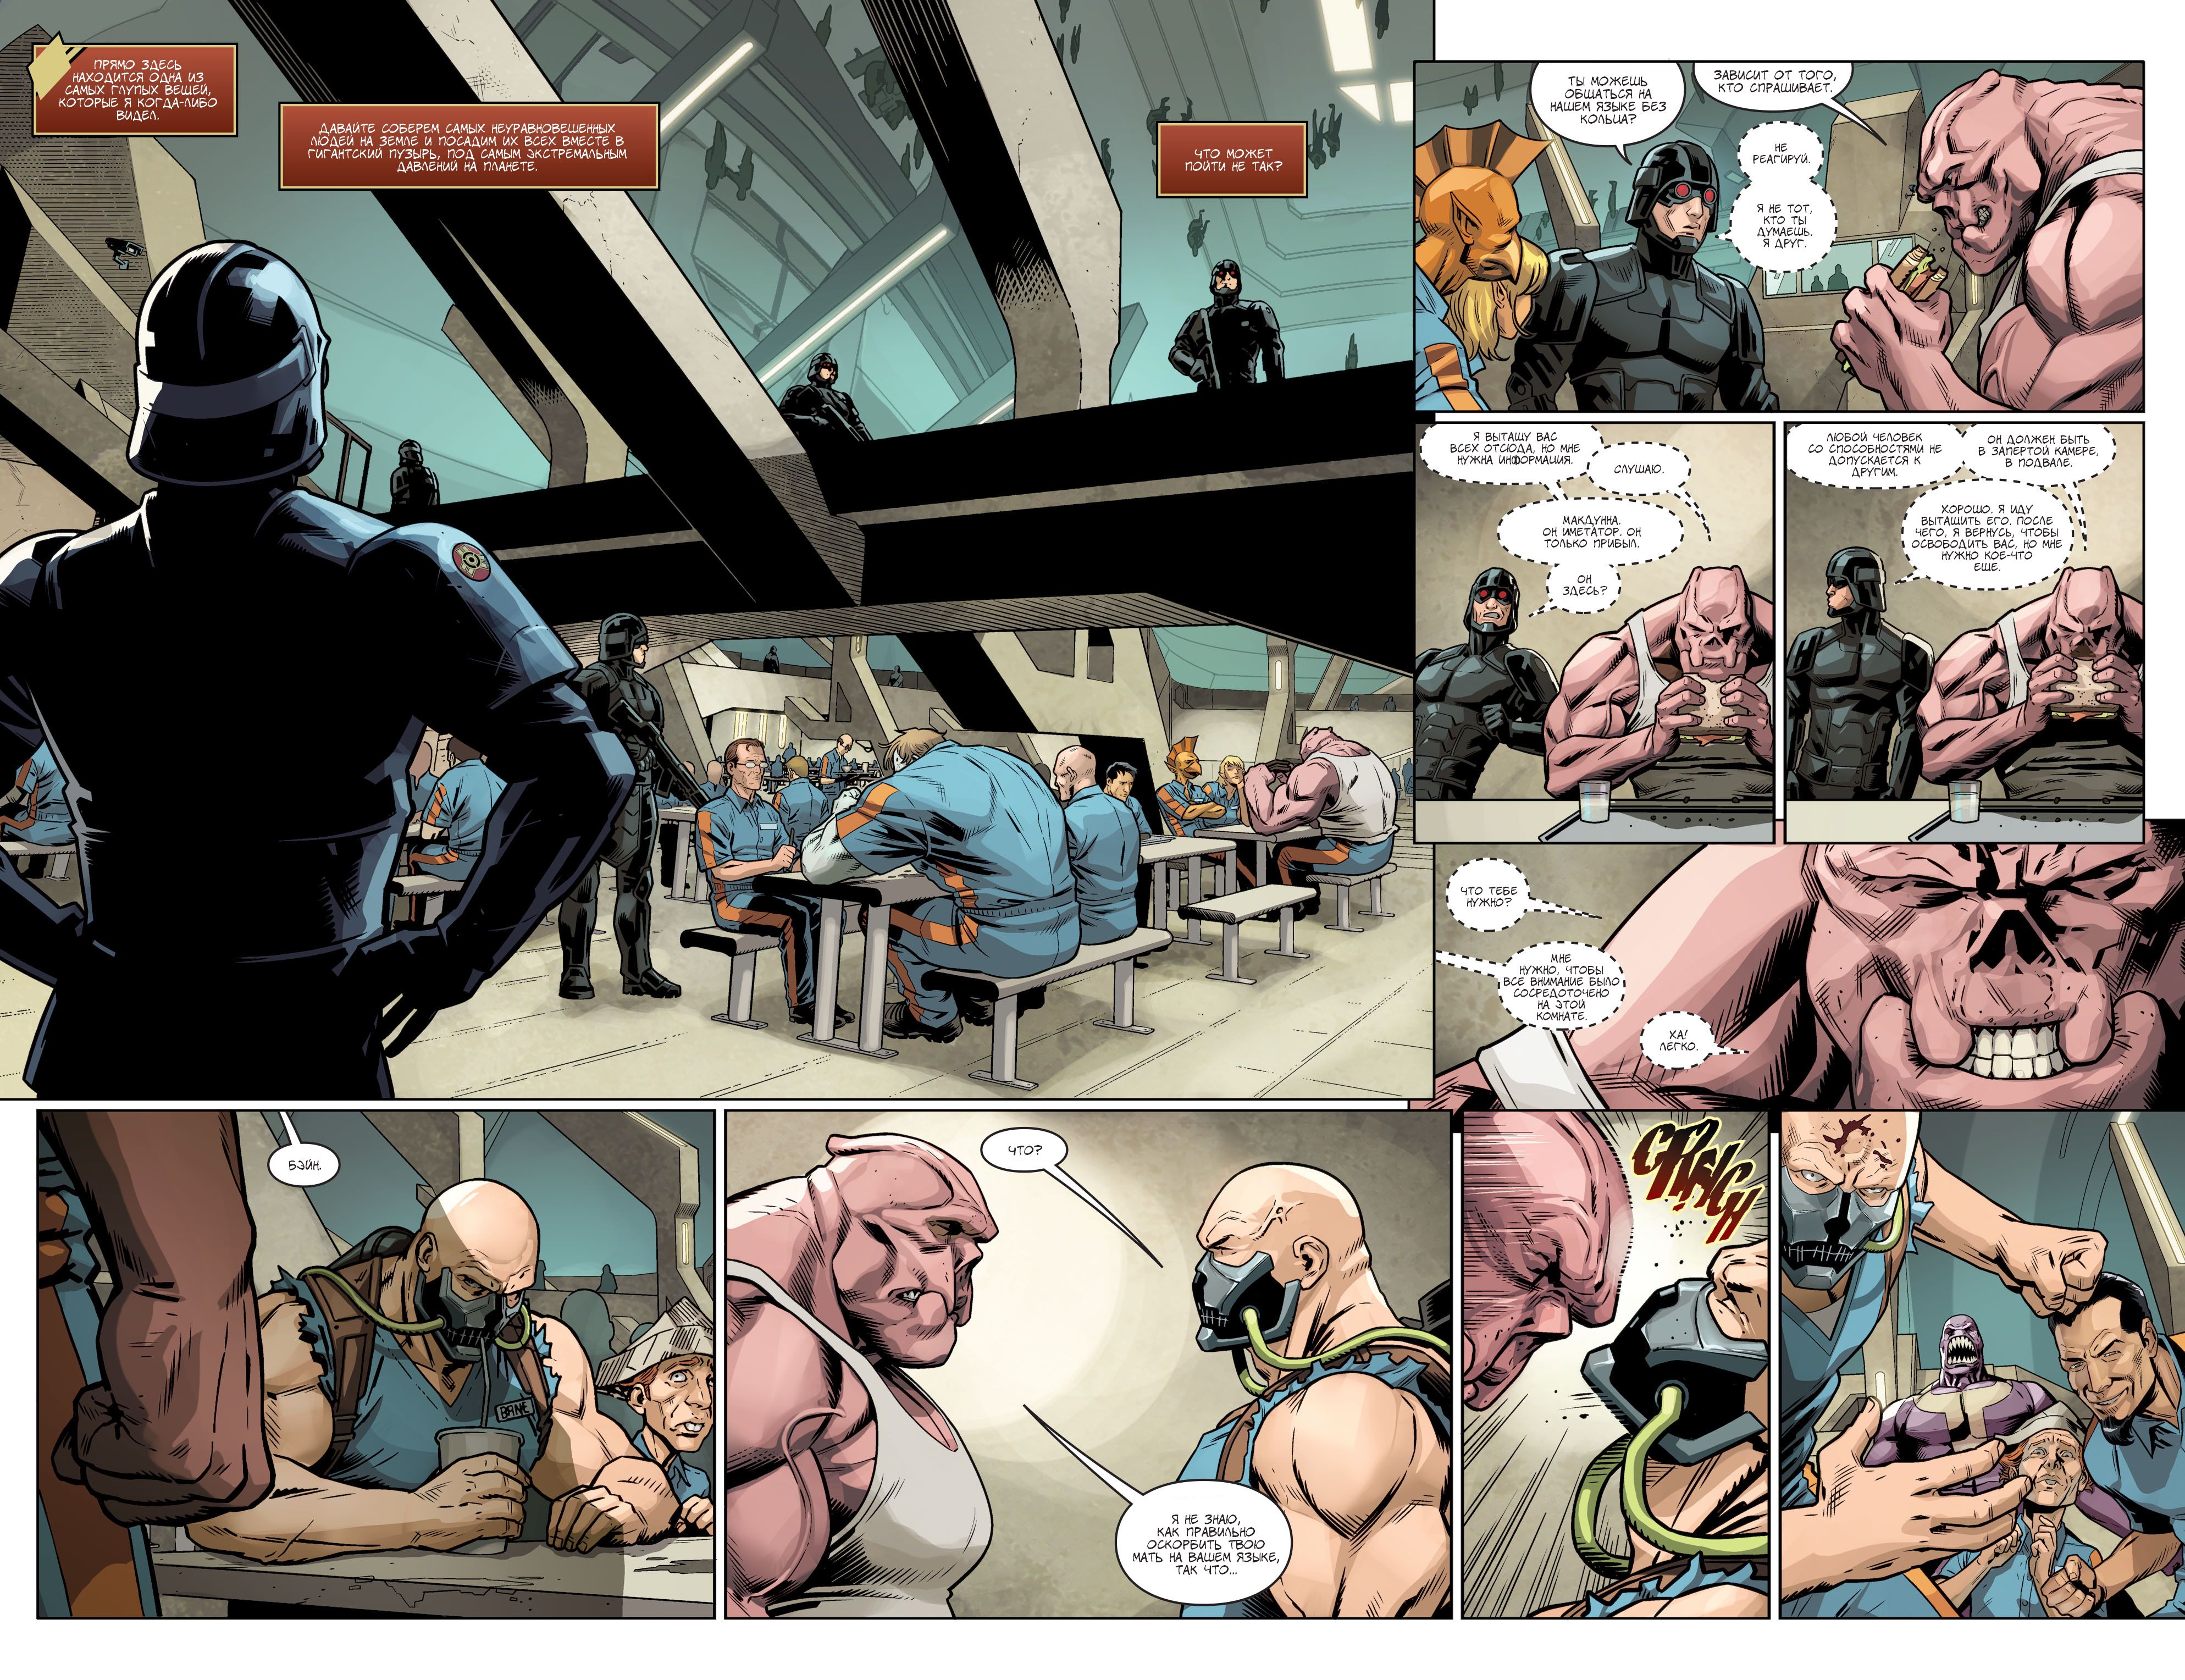 ПРЯМО ЗДЕСЬ
НАХОДИТСЯ ОДНА ИЗ
САМЫХ ГЛУПЫХ ВЕЩЕЙ,
КОТОРЫЕ Я КОГДА-ЛИБО
ВИДЕЛ.
ДАВАЙТЕ СОБЕРЕМ САМЫХ НЕУРАВНОВЕШЕННЫХ
ЛЮДЕЙ НА ЗЕМЛЕ И ПОСАДИМ ИХ ВСЕХ ВМЕСТЕ В
ГИГАНТСКИЙ ПУЗЫРЬ, ПОД САМЫМ ЭКСТРЕМАЛЬНЫМ
ДАВЛЕНИЙ НА ПЛАНЕТЕ.
ЧТО МОЖЕТ
ПОЙТИ НЕ ТАК?
ТЫ МОЖЕШЬ
ОБЩАТЬСЯ НА
НАШЕМ ЯЗЫКЕ БЕЗ
КОЛЬЦА?
ЗАВИСИТ ОТ ТОГО,
КТО СПРАШИВАЕТ.
НЕ
РЕАГИРУЙ.
Я НЕ ТОТ,
КТО ТЫ
ДУМАЕШЬ.
Я ДРУГ.
Я ВЫТАЩУ ВАС
ВСЕХ ОТСЮДА, НО МНЕ
НУЖНА ИНФОРМАЦИЯ.
СЛУШАЮ.
МАКДУННА.
ОН ИМЕТАТОР. ОН
ТОЛЬКО ПРИБЫЛ.
ОН
ЗДЕСЬ?
ЛЮБОЙ ЧЕЛОВЕК
СО СПОСОБНОСТЯМИ НЕ
ДОПУСКАЕТСЯ К
ДРУГИМ.
ОН ДОЛЖЕН БЫТЬ
В ЗАПЕРТОЙ КАМЕРЕ,
В ПОДВАЛЕ.
ХОРОШО. Я ИДУ
ВЫТАЩИТЬ ЕГО. ПОСЛЕ
ЧЕГО, Я ВЕРНУСЬ, ЧТОБЫ
ОСВОБОДИТЬ ВАС, НО МНЕ
НУЖНО КОЕ-ЧТО
ЕЩЕ.
ЧТО ТЕБЕ
НУЖНО?
МНЕ
НУЖНО, ЧТОБЫ
ВСЕ ВНИМАНИЕ БЫЛО
СОСРЕДОТОЧЕНО
НА ЭТОЙ
КОМНАТЕ.
ХА!
ЛЕГКО.
БЭЙН.
BANE
ЧТО?
Я НЕ ЗНАЮ,
КАК ПРАВИЛЬНО
ОСКОРБИТЬ ТВОЮ
МАТЬ НА ВАШЕМ ЯЗЫКЕ,
ТАК ЧТО...